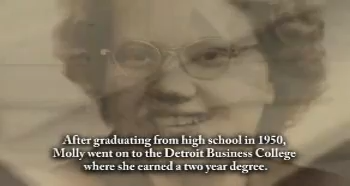 After graduating from high school in 1950,
Molly went on to the Detroit Business College
where she earned a two year degree.